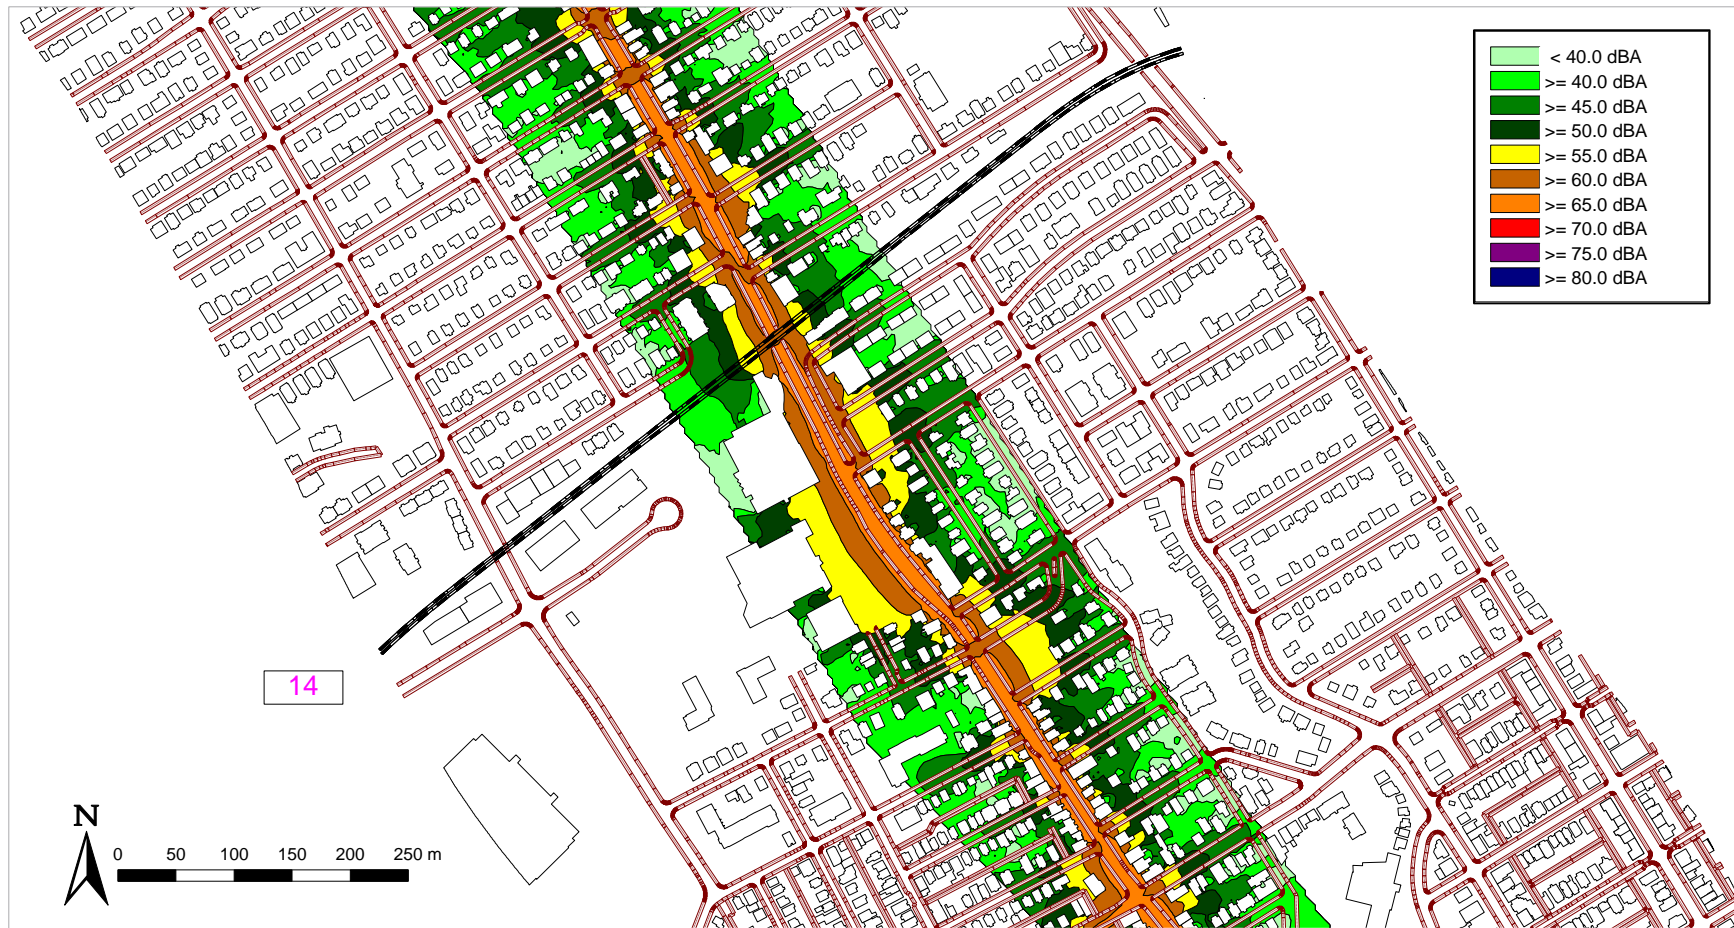 < 40.0 dBA
>= 40.0 dBA
>= 45.0 dBA
>= 50.0 dBA
>= 55.0 dBA
>= 60.0 dBA
>= 65.0 dBA
>= 70.0 dBA
>= 75.0 dBA
>= 80.0 dBA
14
N
0 50 100 150 200 250 m